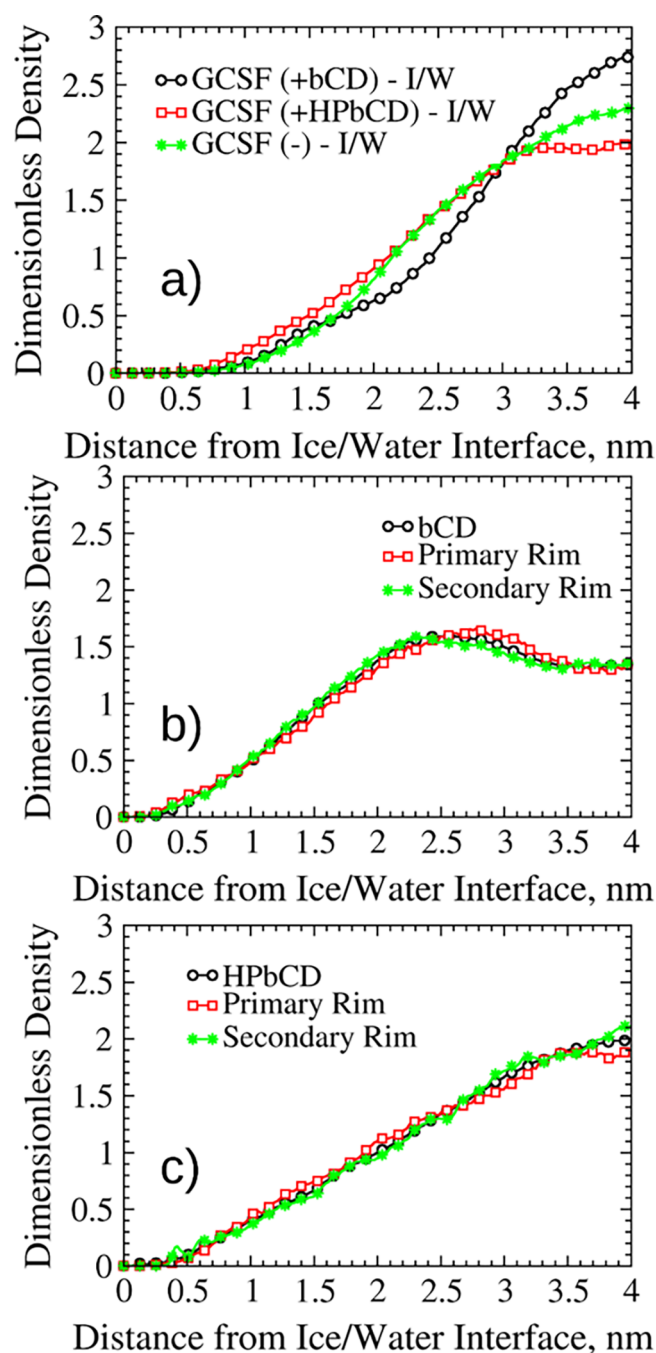 3
2.5
2
1.5
1
0.5
0
Dimensionless Density
GCSF (+bCD) - I/W
GCSF (+HPbCD) - I/W
GCSF (-) - I/W
a)
0 0.5 1 1.5 2 2.5 3 3.5 4
Distance from Ice/Water Interface, nm
3
2.5
2
1.5
1
0.5
0
Dimensionless Density
bCD
Primary Rim
Secondary Rim
b)
0 0.5 1 1.5 2 2.5 3 3.5 4
Distance from Ice/Water Interface, nm
3
2.5
2
1.5
1
0.5
0
Dimensionless Density
HPbCD
Primary Rim
Secondary Rim
c)
0 0.5 1 1.5 2 2.5 3 3.5 4
Distance from Ice/Water Interface, nm